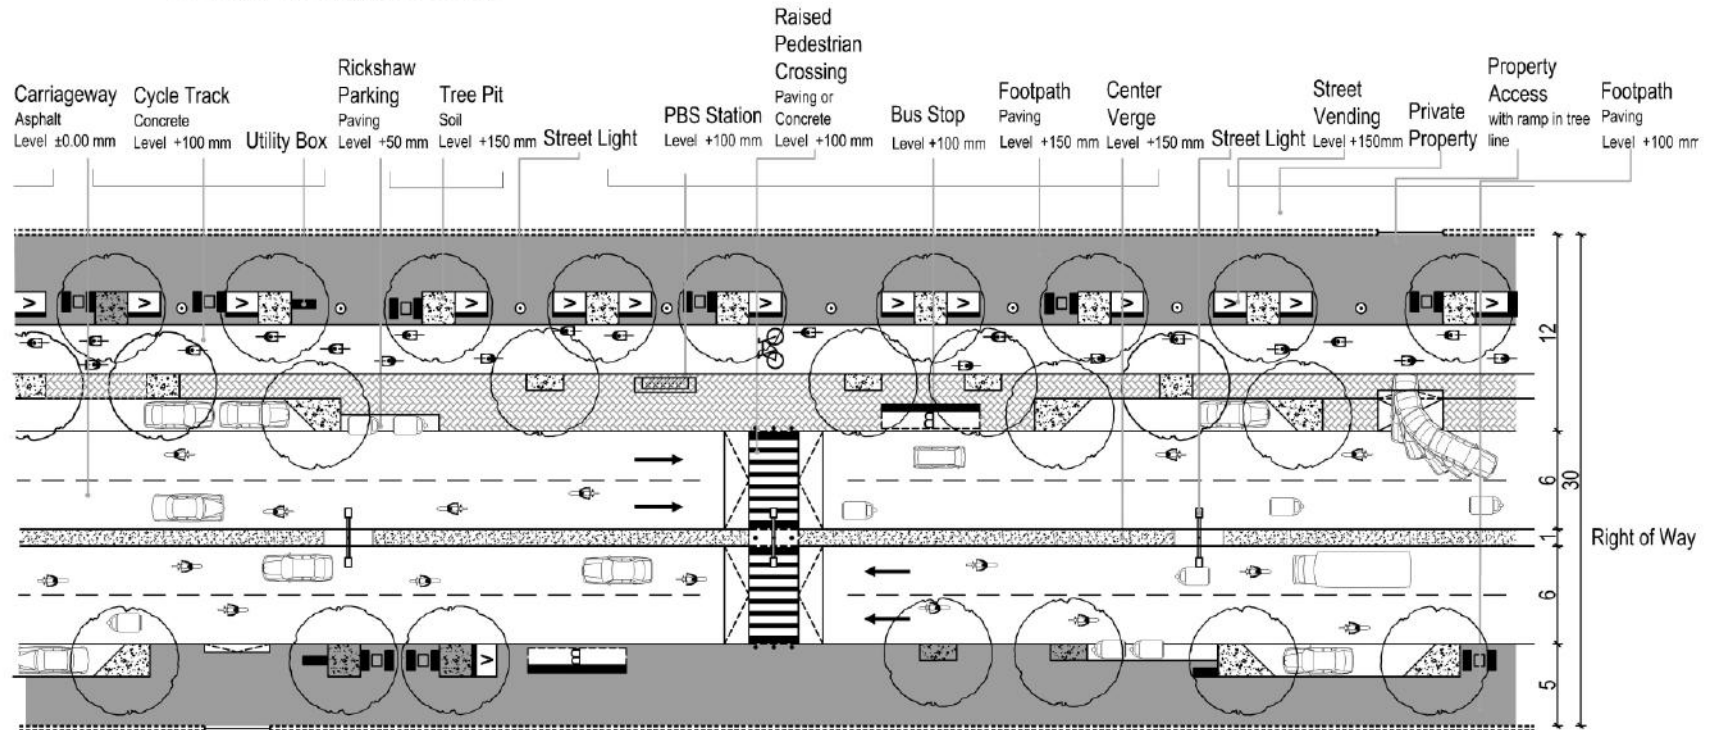 Carriageway
Asphalt
Level ±0.00 mm
Cycle Track
Concrete
Level +100 mm
Utility Box
Rickshaw
Parking
Paving
Level +50 mm
Tree Pit
Soil
Level +150 mm
Street Light
PBS Station
Level +100 mm
Raised
Pedestrian
Crossing
Paving or
Concrete
Level +100 mm
Bus Stop
Level +100 mm
Footpath
Paving
Level +150 mm
Center
Verge
Level +150 mm
Street Light
Street
Vending
Level +150mm
Private
Property
Property
Access
with ramp in tree
line
Footpath
Paving
Level +100 mm
V V V V V V V V V V V V
12
6
30
1
Right of Way
6
V
5